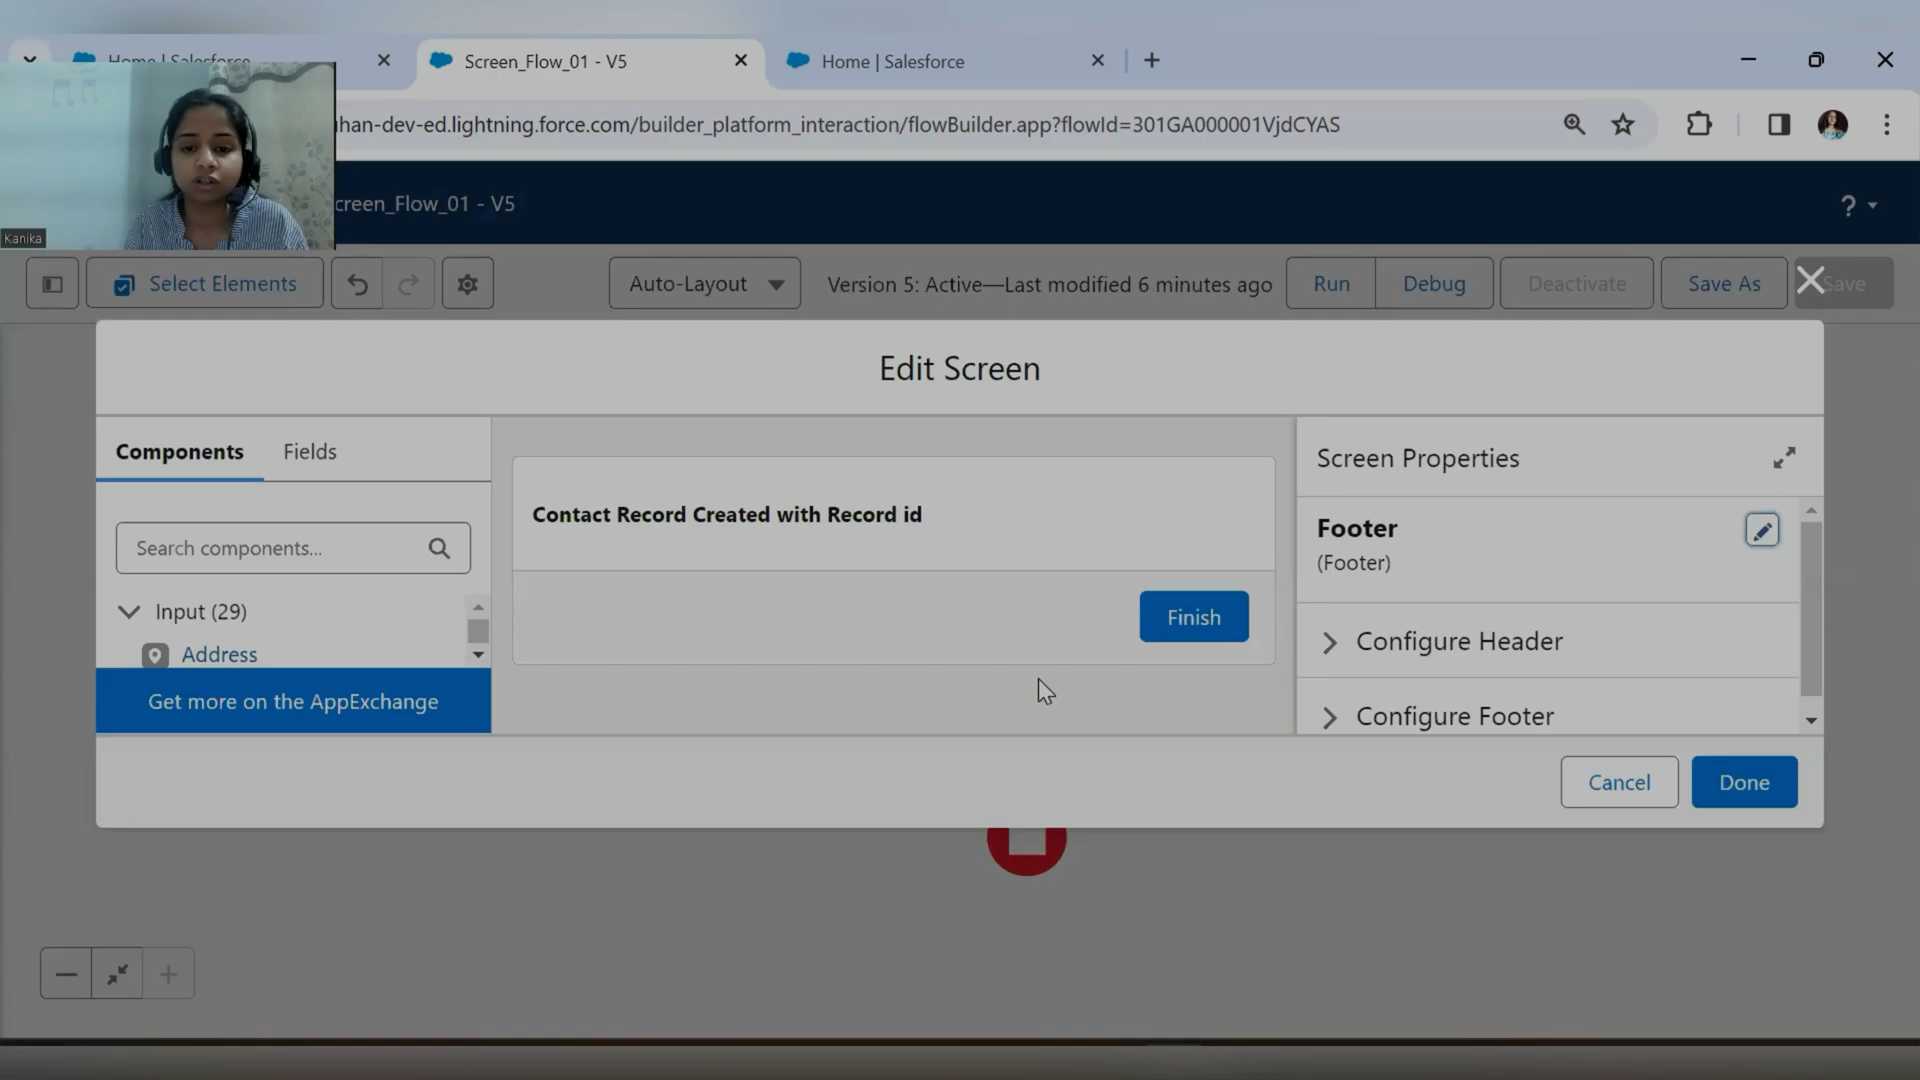 Home | Salesforce
Screen_Flow_01 - V5
Home | Salesforce
han-dev-ed.lightning.force.com/builder_platform_interaction/flowBuilder.app?flowId=301GA000001VjdCYAS
Kanika
creen_Flow_01 - V5
?
Select Elements
Auto-Layout
Version 5: Active—Last modified 6 minutes ago
Run
Debug
Deactivate
Save As
Save
Edit Screen
Components
Fields
Search components...
Input (29)
Address
Get more on the AppExchange
Contact Record Created with Record id
Finish
Screen Properties
Footer
(Footer)
Configure Header
Configure Footer
Cancel
Done